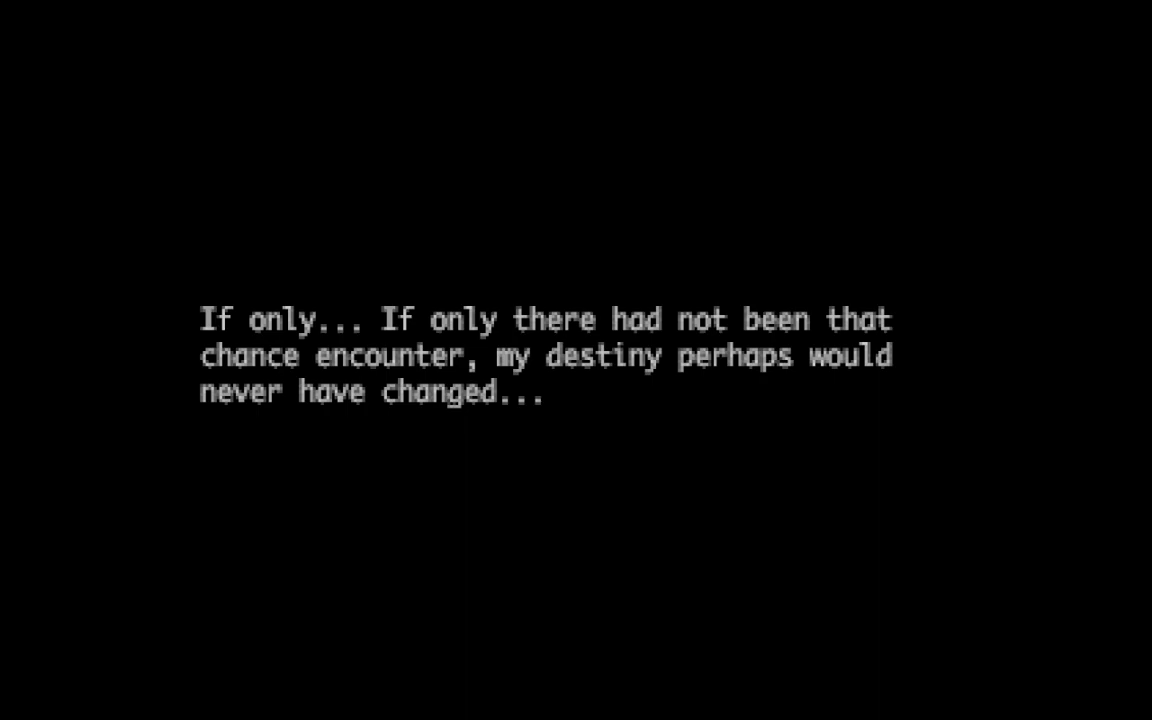 If only... If only there had not been that
chance encounter, my destiny perhaps would
never have changed...